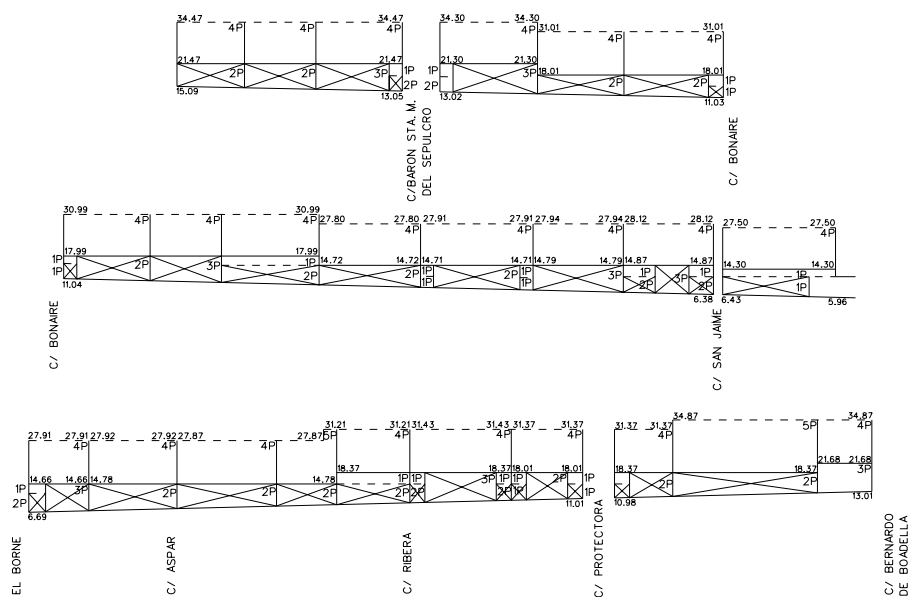 34.47 34.47 34.30 34.30
4P 4P 4P 4P 31.01 31.01
4P 4P
21.47 21.47 21.30 21.30
2P 2P 3P 1P 1P 3P 18.01 18.01
2P 2P 2P 2P 1P
1P
15.09 13.05 13.02 11.03
C/BARON STA. M.
DEL SEPULCRO
C/ BONAIRE
30.99 30.99
4P 4P 4P 27.80 27.80 27.91 27.91 27.94 27.94 28.12 28.12 27.50 27.50
4P 4P 4P 4P 4P
17.99 17.99
1P 2P 3P 1P 14.72 14.72 14.71 14.71 14.79 14.79 14.87 14.87 14.30 14.30
1P 2P 2P 1P 1P 3P 1P 3P 1P 1P
1P 1P 2P 2P 1P
11.04 6.38 6.43 5.96
C/ BONAIRE
C/ SAN JAIME
27.91 27.91 27.92 27.92 27.87 27.87 31.21 31.21 31.43 31.43 31.37 31.37
4P 4P 4P 5P 4P 4P 4P
18.37 18.37 18.01 18.01
14.66 14.66 14.78 14.78
1P 3P 2P 2P 2P 1P 1P 3P 1P 1P 2P 1P
2P 2P 2P 2P 1P 1P
6.69 11.01
31.37 31.37 34.87 34.87
4P 5P 4P
18.37 18.37 21.68 21.68
1P 2P 2P 3P
10.98 13.01
EL BORNE
C/ ASPAR
C/ RIBERA
C/ PROTECTORA
C/ BERNARDO
DE BOADELLA